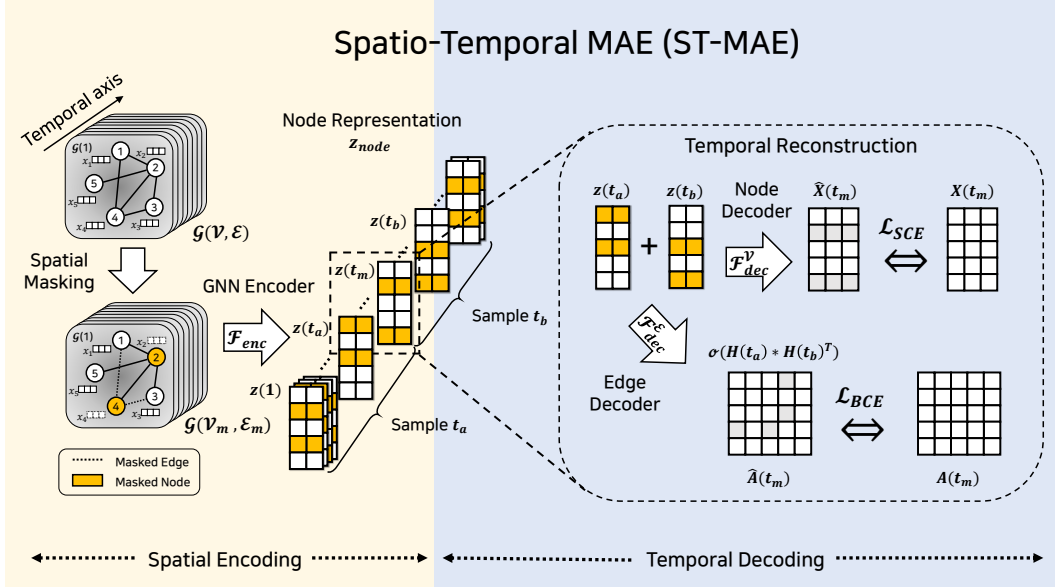 Spatio-Temporal MAE (ST-MAE)
Temporal axis
𝒢(1)
x₁
x₂
x₃
x₄
x₅
1
2
3
4
5
𝒢(𝒱, ℰ)
Spatial
Masking
𝒢(1)
x₁
x₂
x₃
x₄
x₅
1
2
3
4
5
𝒢(𝒱ₘ, ℰₘ)
Masked Edge
Masked Node
GNN Encoder
ℱ_enc
Node Representation
z_node
z(1)
z(t_a)
z(t_m)
z(t_b)
Sample t_a
Sample t_b
Temporal Reconstruction
z(t_a)
+
z(t_b)
Node
Decoder
ℱ^𝒱_dec
X̂(t_m)
ℒ_SCE
X(t_m)
ℱ^ℰ_dec
Edge
Decoder
σ(H(t_a) * H(t_b)^T)
ℒ_BCE
Â(t_m)
A(t_m)
Spatial Encoding
Temporal Decoding